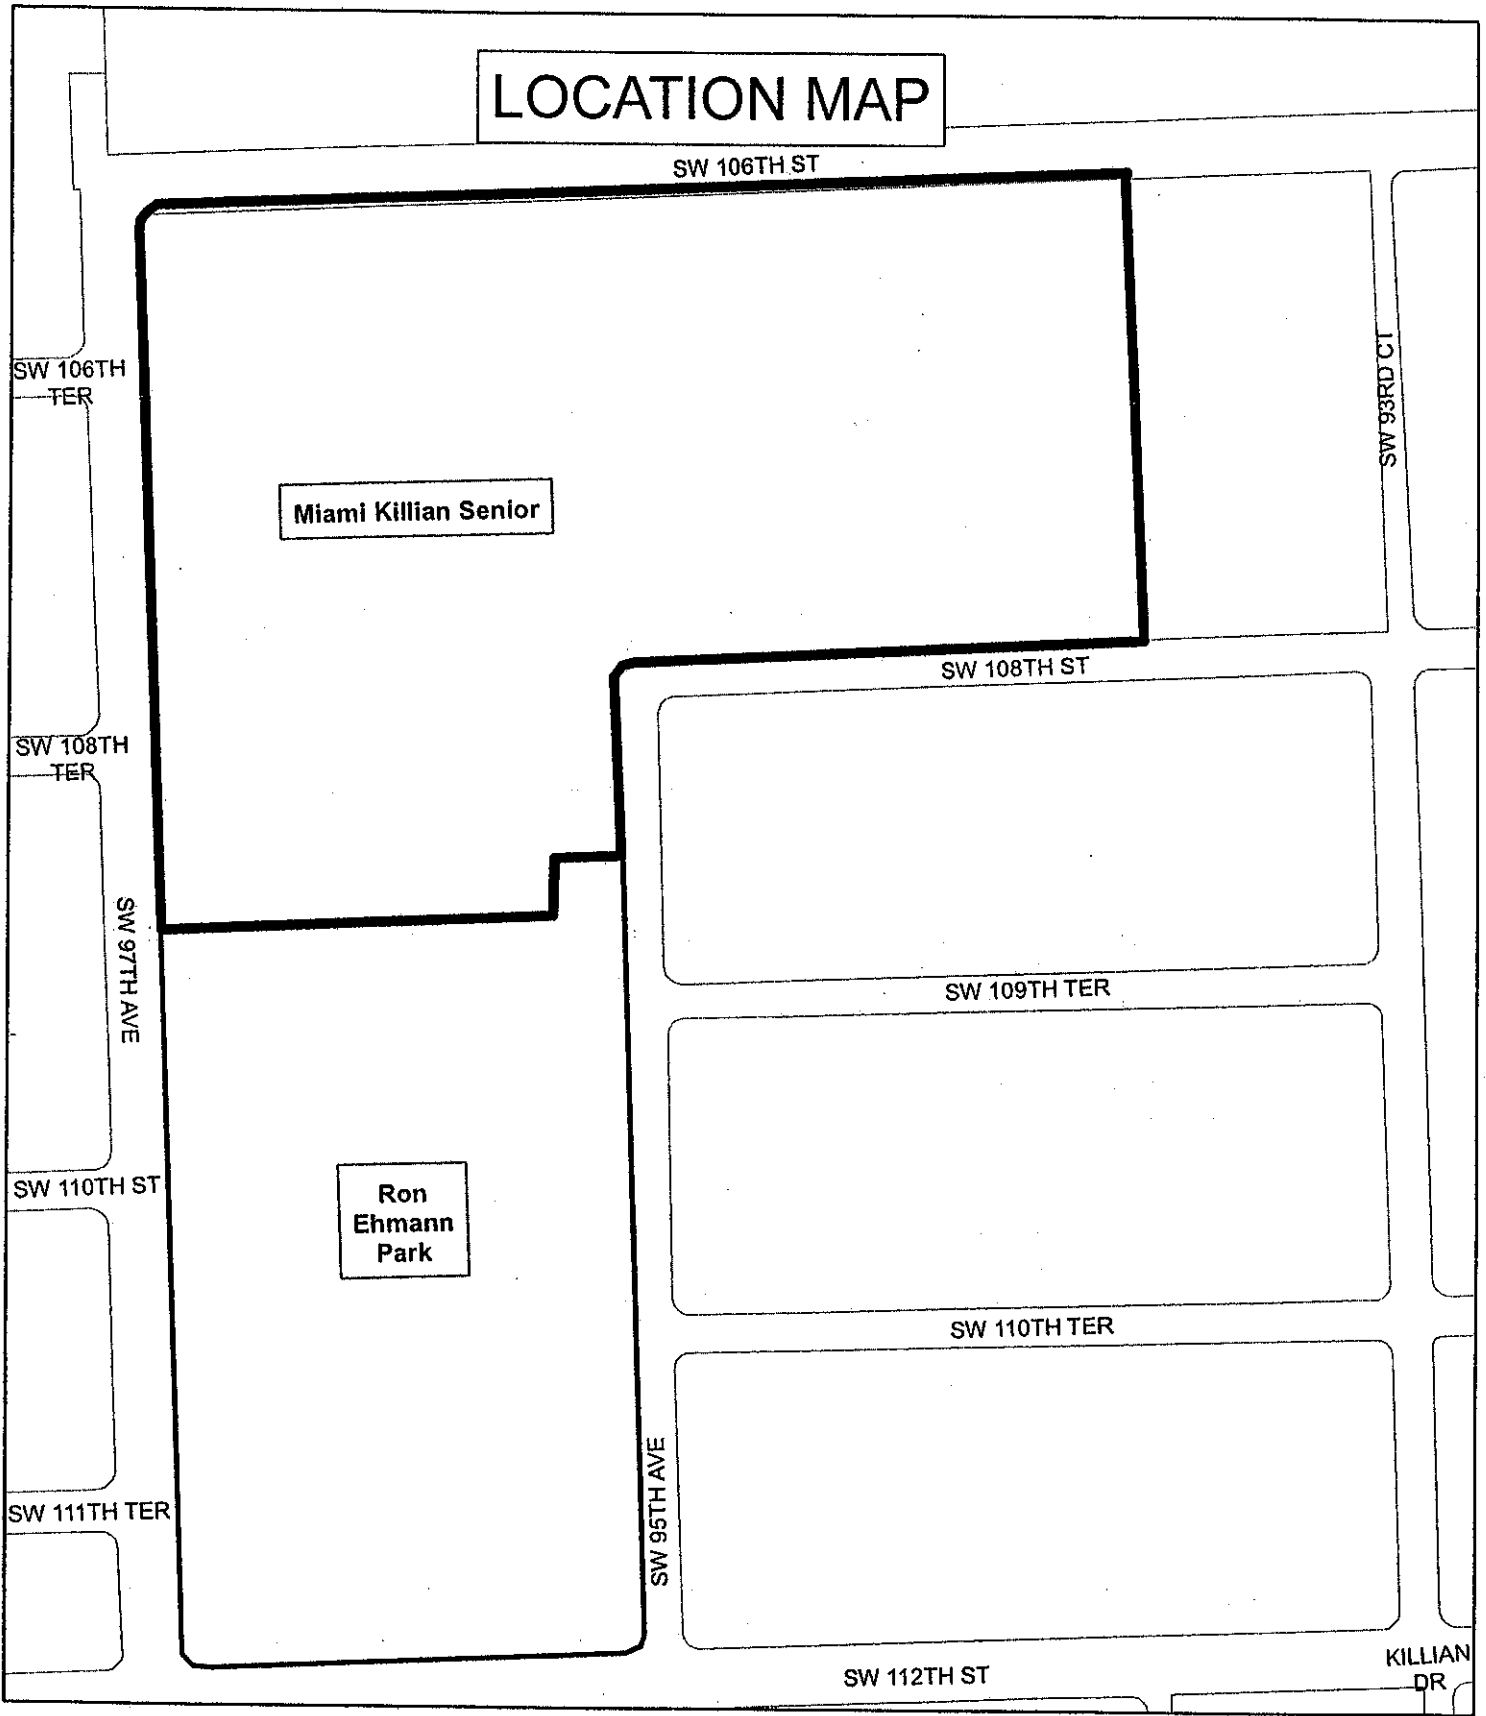 LOCATION MAP
SW 106TH ST
SW 106TH
TER
SW 93RD CT
Miami Killian Senior
SW 108TH ST
SW 108TH
TER
SW 97TH AVE
SW 109TH TER
SW 110TH ST
Ron
Ehmann
Park
SW 110TH TER
SW 95TH AVE
SW 111TH TER
SW 112TH ST
KILLIAN
DR